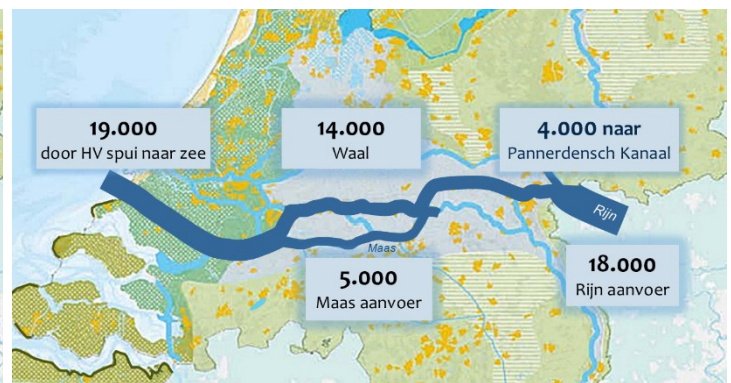 19.000
door HV spui naar zee
14.000
Waal
4.000 naar
Pannerdensch Kanaal
Rijn
Maas
5.000
Maas aanvoer
18.000
Rijn aanvoer